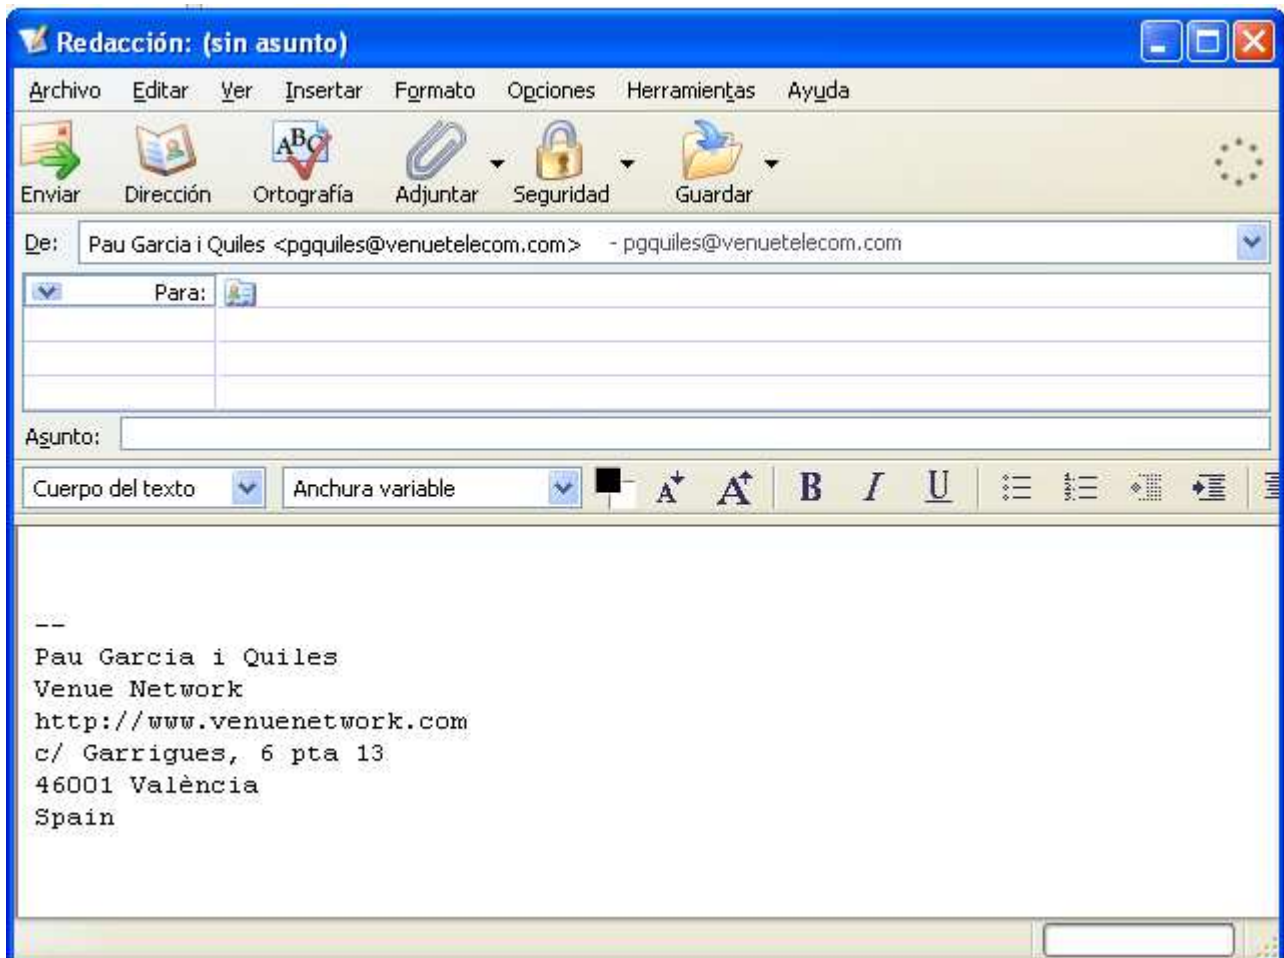 Redacción: (sin asunto)
Archivo Editar Ver Insertar Formato Opciones Herramientas Ayuda
ABC
Enviar Dirección Ortografía Adjuntar Seguridad Guardar
De: Pau Garcia i Quiles <pgquiles@venuetelecom.com> - pgquiles@venuetelecom.com
Para:
Asunto:
Cuerpo del texto Anchura variable A A B I U
--
Pau Garcia i Quiles
Venue Network
http://www.venuenetwork.com
c/ Garrigues, 6 pta 13
46001 València
Spain